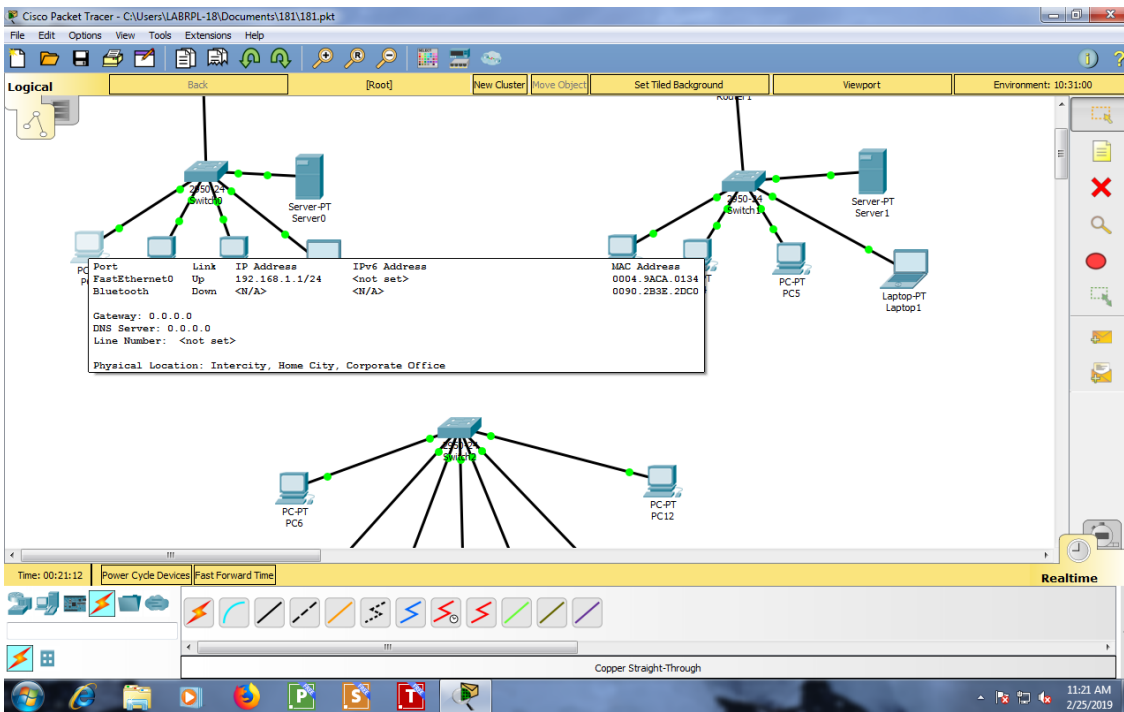 Cisco Packet Tracer - C:\Users\LABRPL-18\Documents\181\181.pkt
File Edit Options View Tools Extensions Help
Logical Back [Root] New Cluster Move Object Set Tiled Background Viewport Environment: 10:31:00
2950-24
Switch0
Server-PT
Server0
2950-24
Switch1
Server-PT
Server1
PC-PT
PC5
Laptop-PT
Laptop1
Port Link IP Address IPv6 Address MAC Address
FastEthernet0 Up 192.168.1.1/24 <not set> 0004.9ACA.0134
Bluetooth Down <N/A> <N/A> 0090.2B3E.2DC0
Gateway: 0.0.0.0
DNS Server: 0.0.0.0
Line Number: <not set>
Physical Location: Intercity, Home City, Corporate Office
2950-24
Switch2
PC-PT
PC6
PC-PT
PC12
Time: 00:21:12 Power Cycle Devices Fast Forward Time Realtime
Copper Straight-Through
11:21 AM
2/25/2019